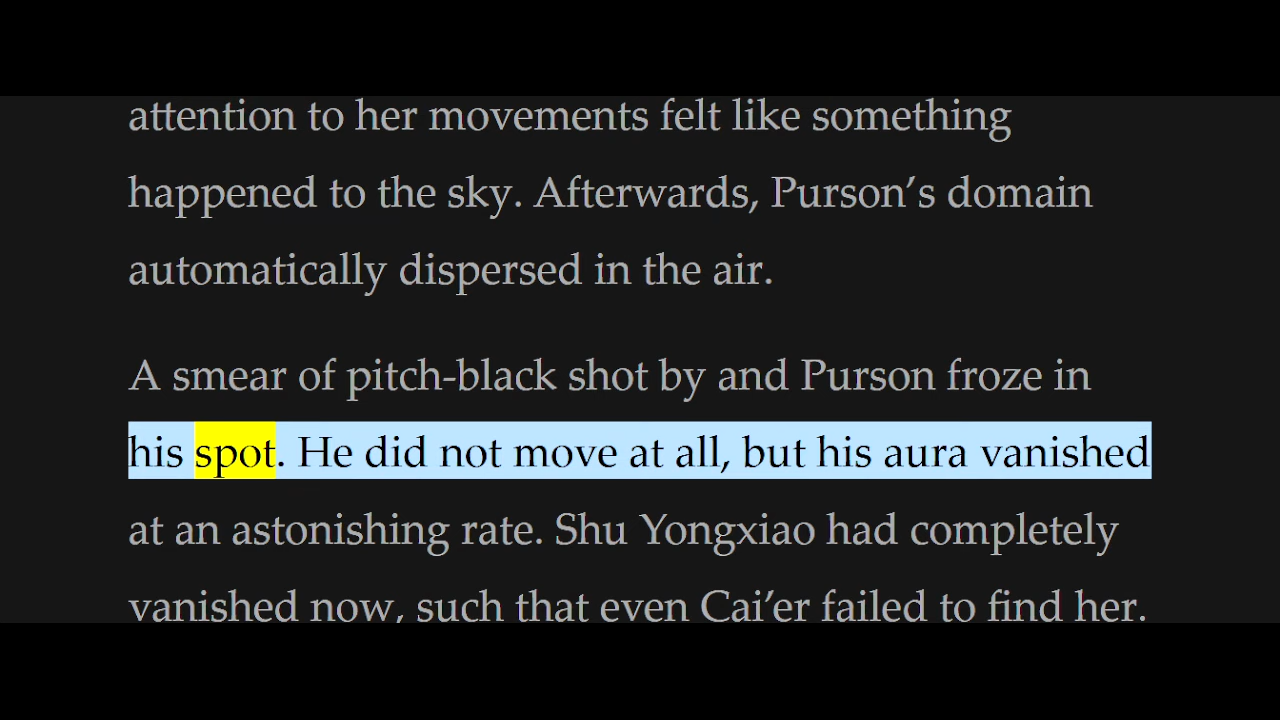 attention to her movements felt like something
happened to the sky. Afterwards, Purson’s domain
automatically dispersed in the air.
A smear of pitch-black shot by and Purson froze in
his spot. He did not move at all, but his aura vanished
at an astonishing rate. Shu Yongxiao had completely
vanished now, such that even Cai’er failed to find her.